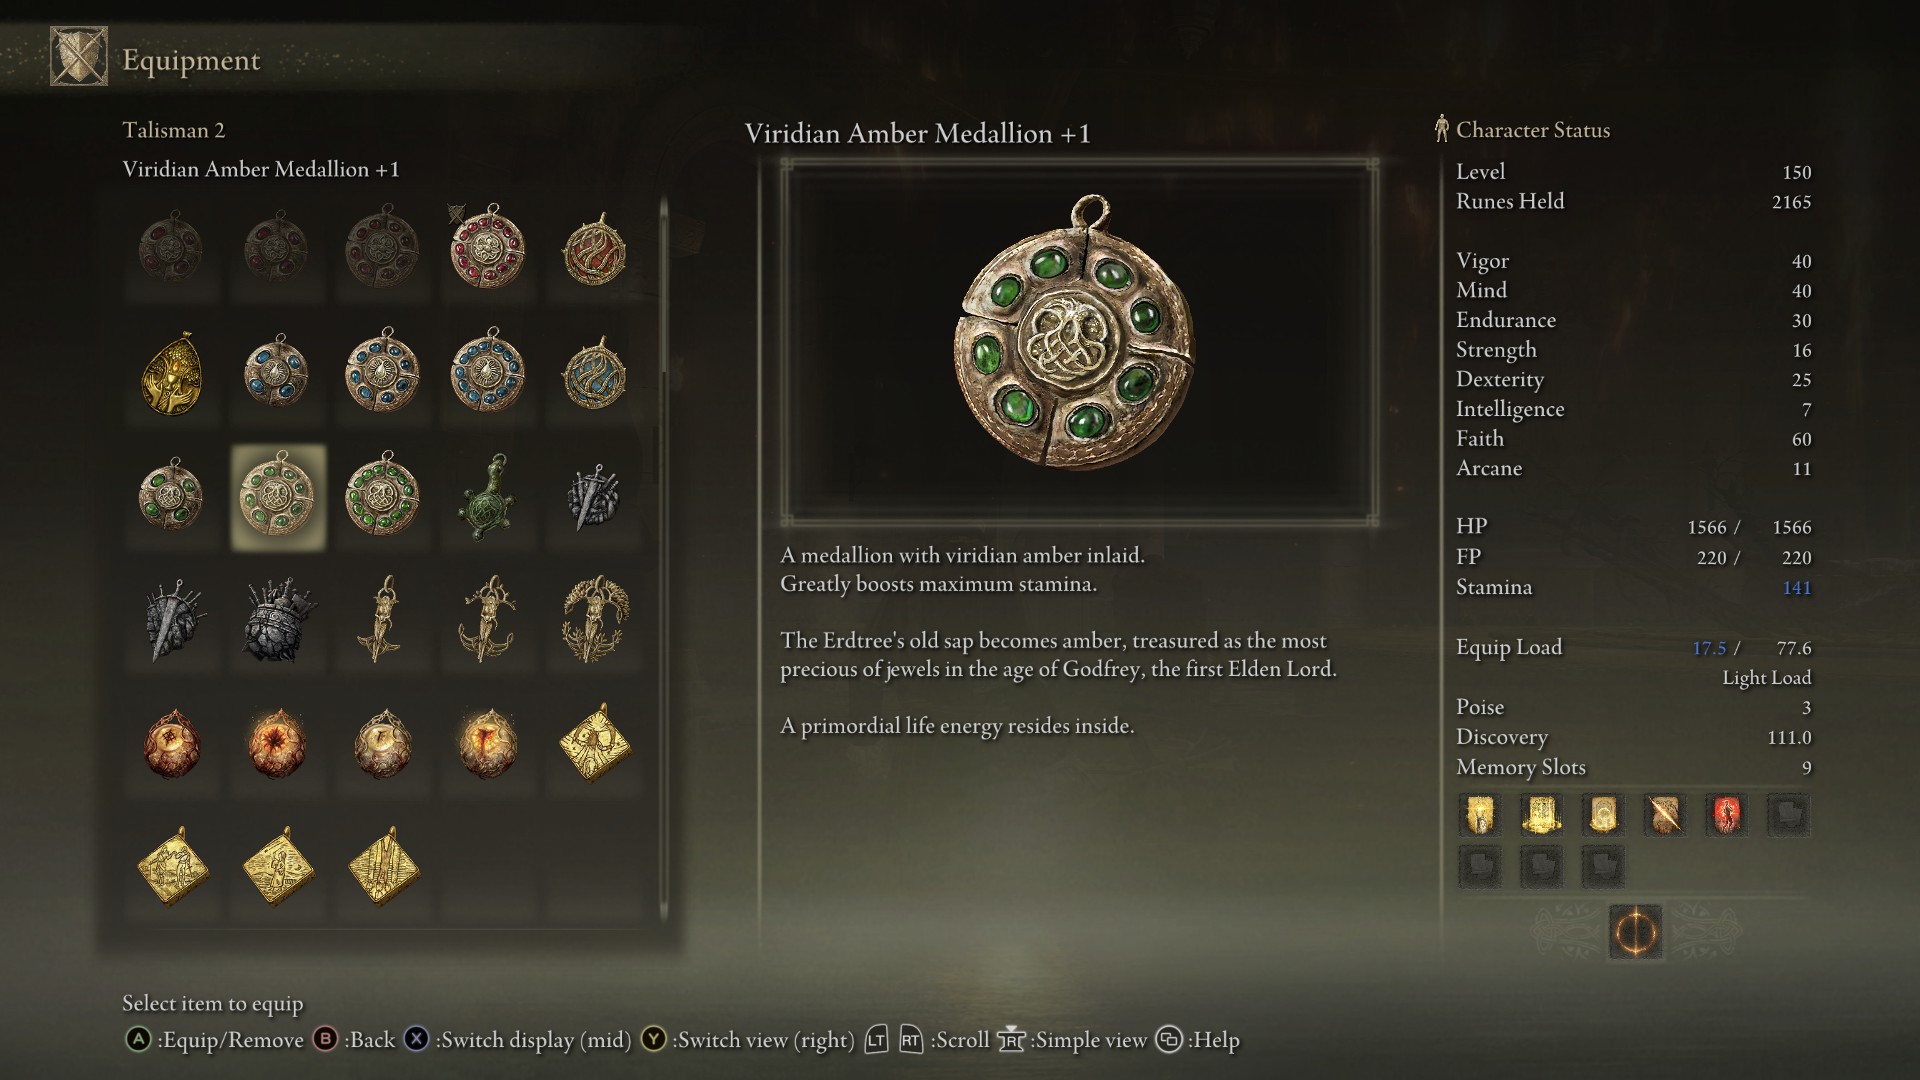 Equipment
Talisman 2
Viridian Amber Medallion +1
Viridian Amber Medallion +1
A medallion with viridian amber inlaid.
Greatly boosts maximum stamina.
The Erdtree's old sap becomes amber, treasured as the most
precious of jewels in the age of Godfrey, the first Elden Lord.
A primordial life energy resides inside.
Character Status
Level 150
Runes Held 2165
Vigor 40
Mind 40
Endurance 30
Strength 16
Dexterity 25
Intelligence 7
Faith 60
Arcane 11
HP 1566 / 1566
FP 220 / 220
Stamina 141
Equip Load 17.5 / 77.6
Light Load
Poise 3
Discovery 111.0
Memory Slots 9
Select item to equip
A :Equip/Remove B :Back X :Switch display (mid) Y :Switch view (right) LT RT :Scroll R :Simple view :Help